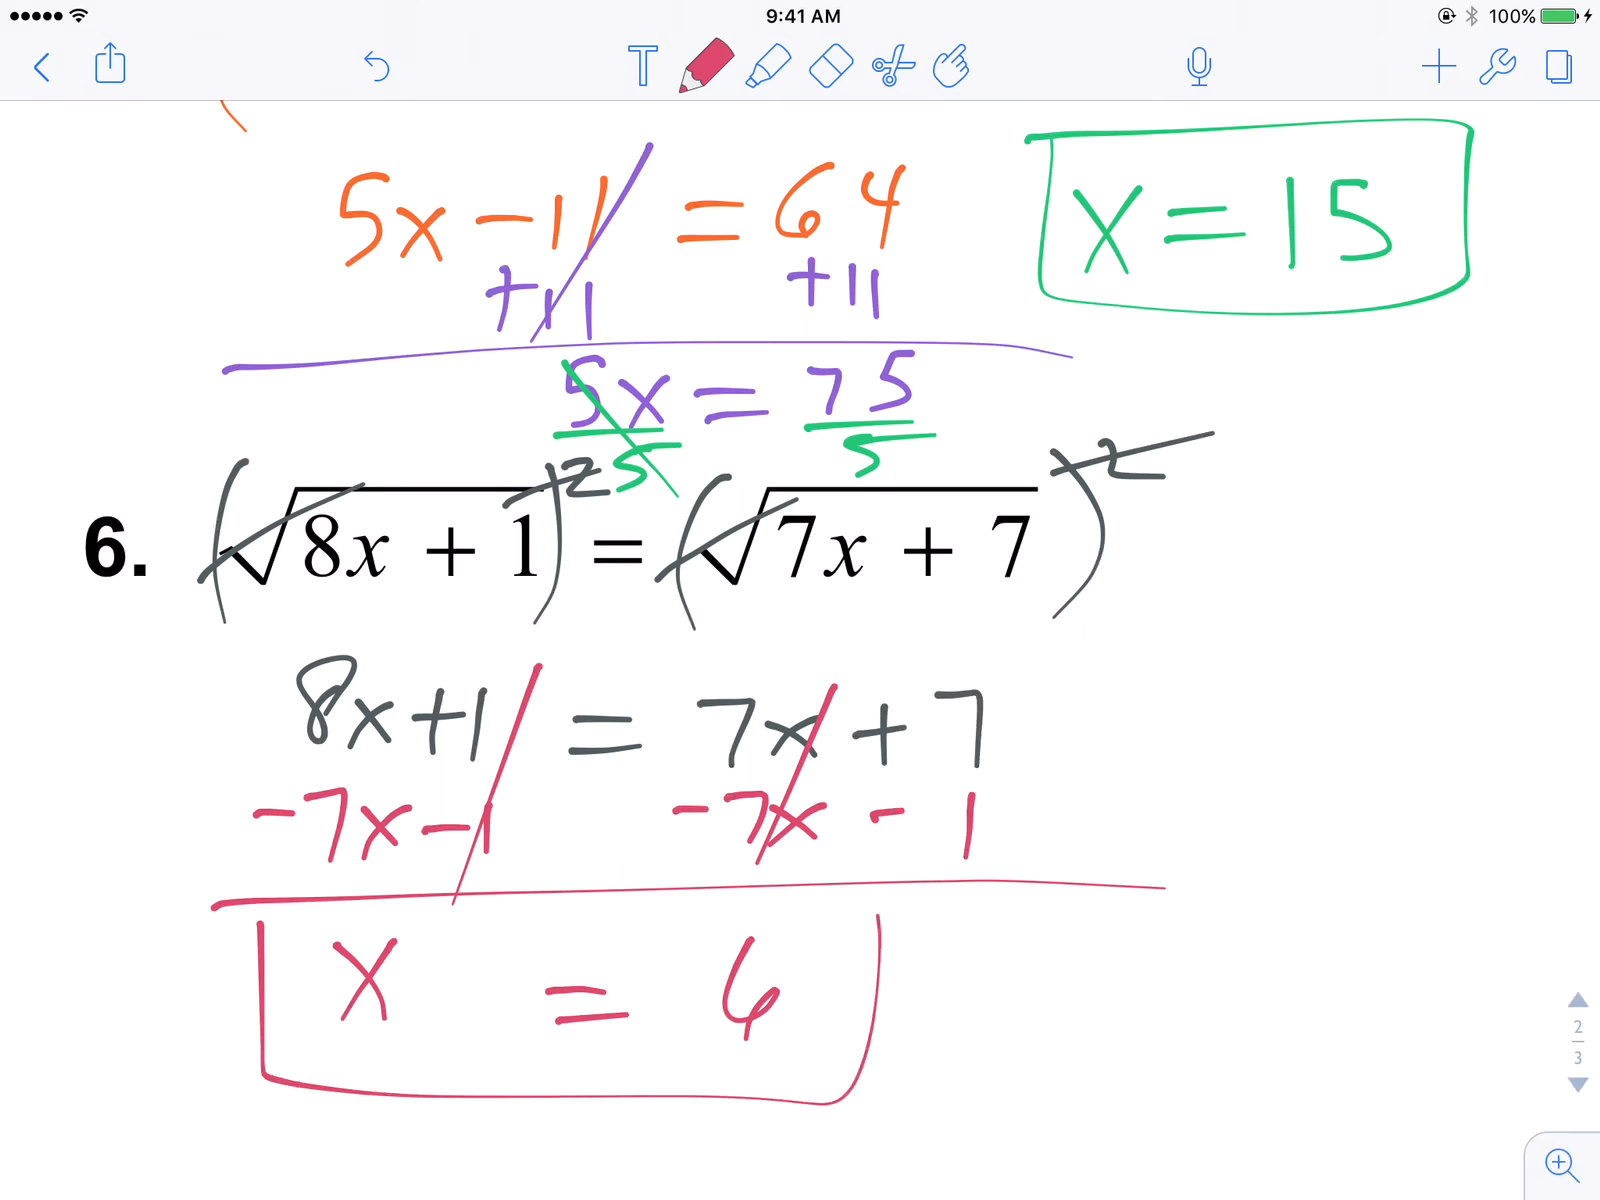 9:41 AM
100%
T
5x - 11 = 64
x = 15
+11 +11
5x = 75
5 5
6. (√8x + 1)² = (√7x + 7)²
8x + 1 = 7x + 7
-7x - 1 -7x - 1
x = 6
2
3